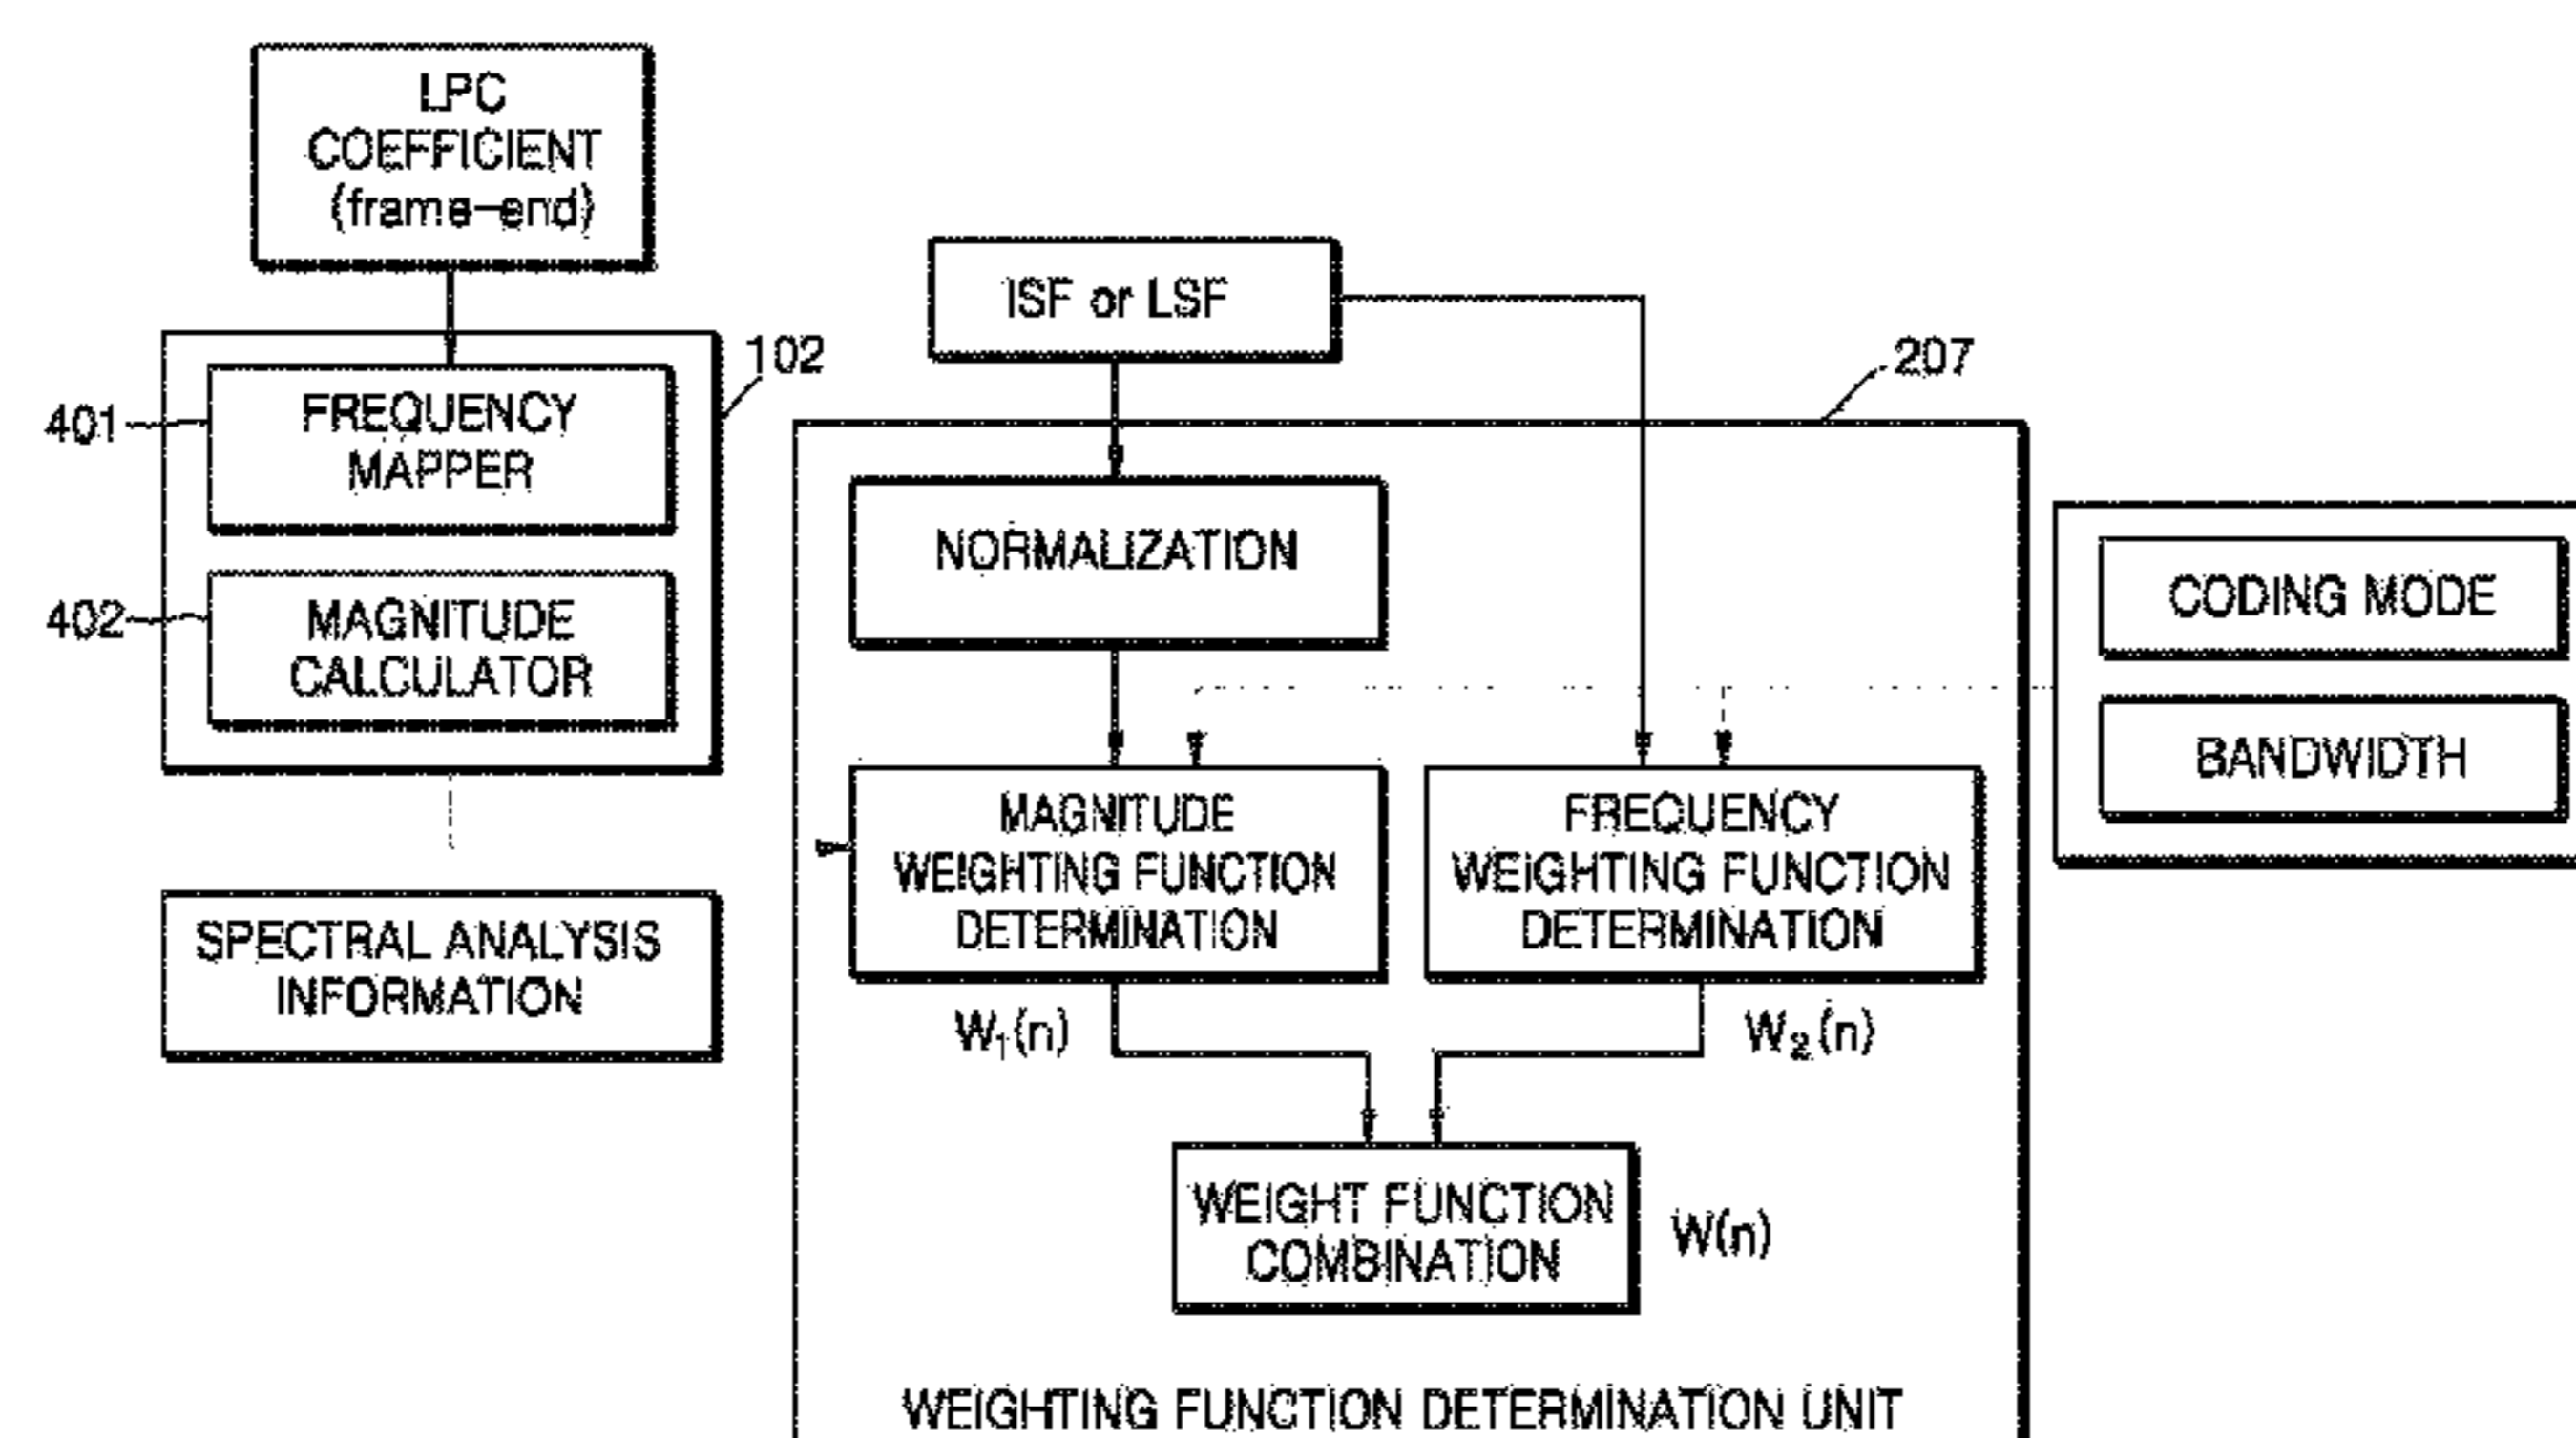 LPC
COEFFICIENT
(frame-end)
ISF or LSF
102
207
401
FREQUENCY
MAPPER
402
MAGNITUDE
CALCULATOR
NORMALIZATION
CODING MODE
BANDWIDTH
SPECTRAL ANALYSIS
INFORMATION
MAGNITUDE
WEIGHTING FUNCTION
DETERMINATION
FREQUENCY
WEIGHTING FUNCTION
DETERMINATION
W₁(n)
W₂(n)
WEIGHT FUNCTION
COMBINATION
W(n)
WEIGHTING FUNCTION DETERMINATION UNIT